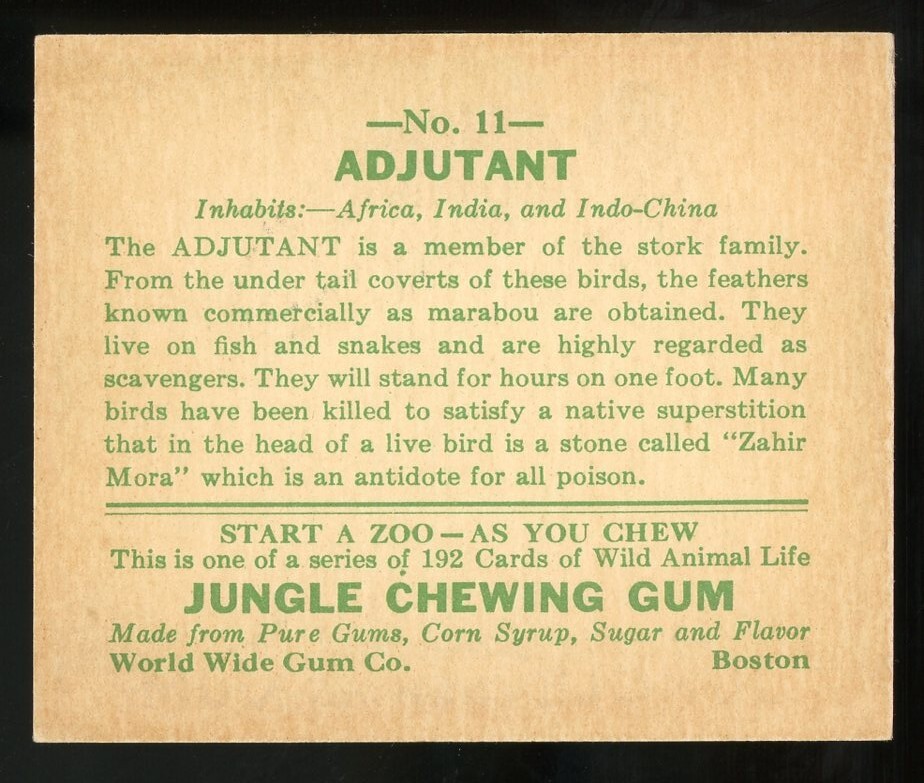 —No. 11—
ADJUTANT
Inhabits:—Africa, India, and Indo-China
The ADJUTANT is a member of the stork family.
From the under tail coverts of these birds, the feathers
known commercially as marabou are obtained. They
live on fish and snakes and are highly regarded as
scavengers. They will stand for hours on one foot. Many
birds have been killed to satisfy a native superstition
that in the head of a live bird is a stone called “Zahir
Mora” which is an antidote for all poison.
START A ZOO—AS YOU CHEW
This is one of a series of 192 Cards of Wild Animal Life
JUNGLE CHEWING GUM
Made from Pure Gums, Corn Syrup, Sugar and Flavor
World Wide Gum Co. Boston